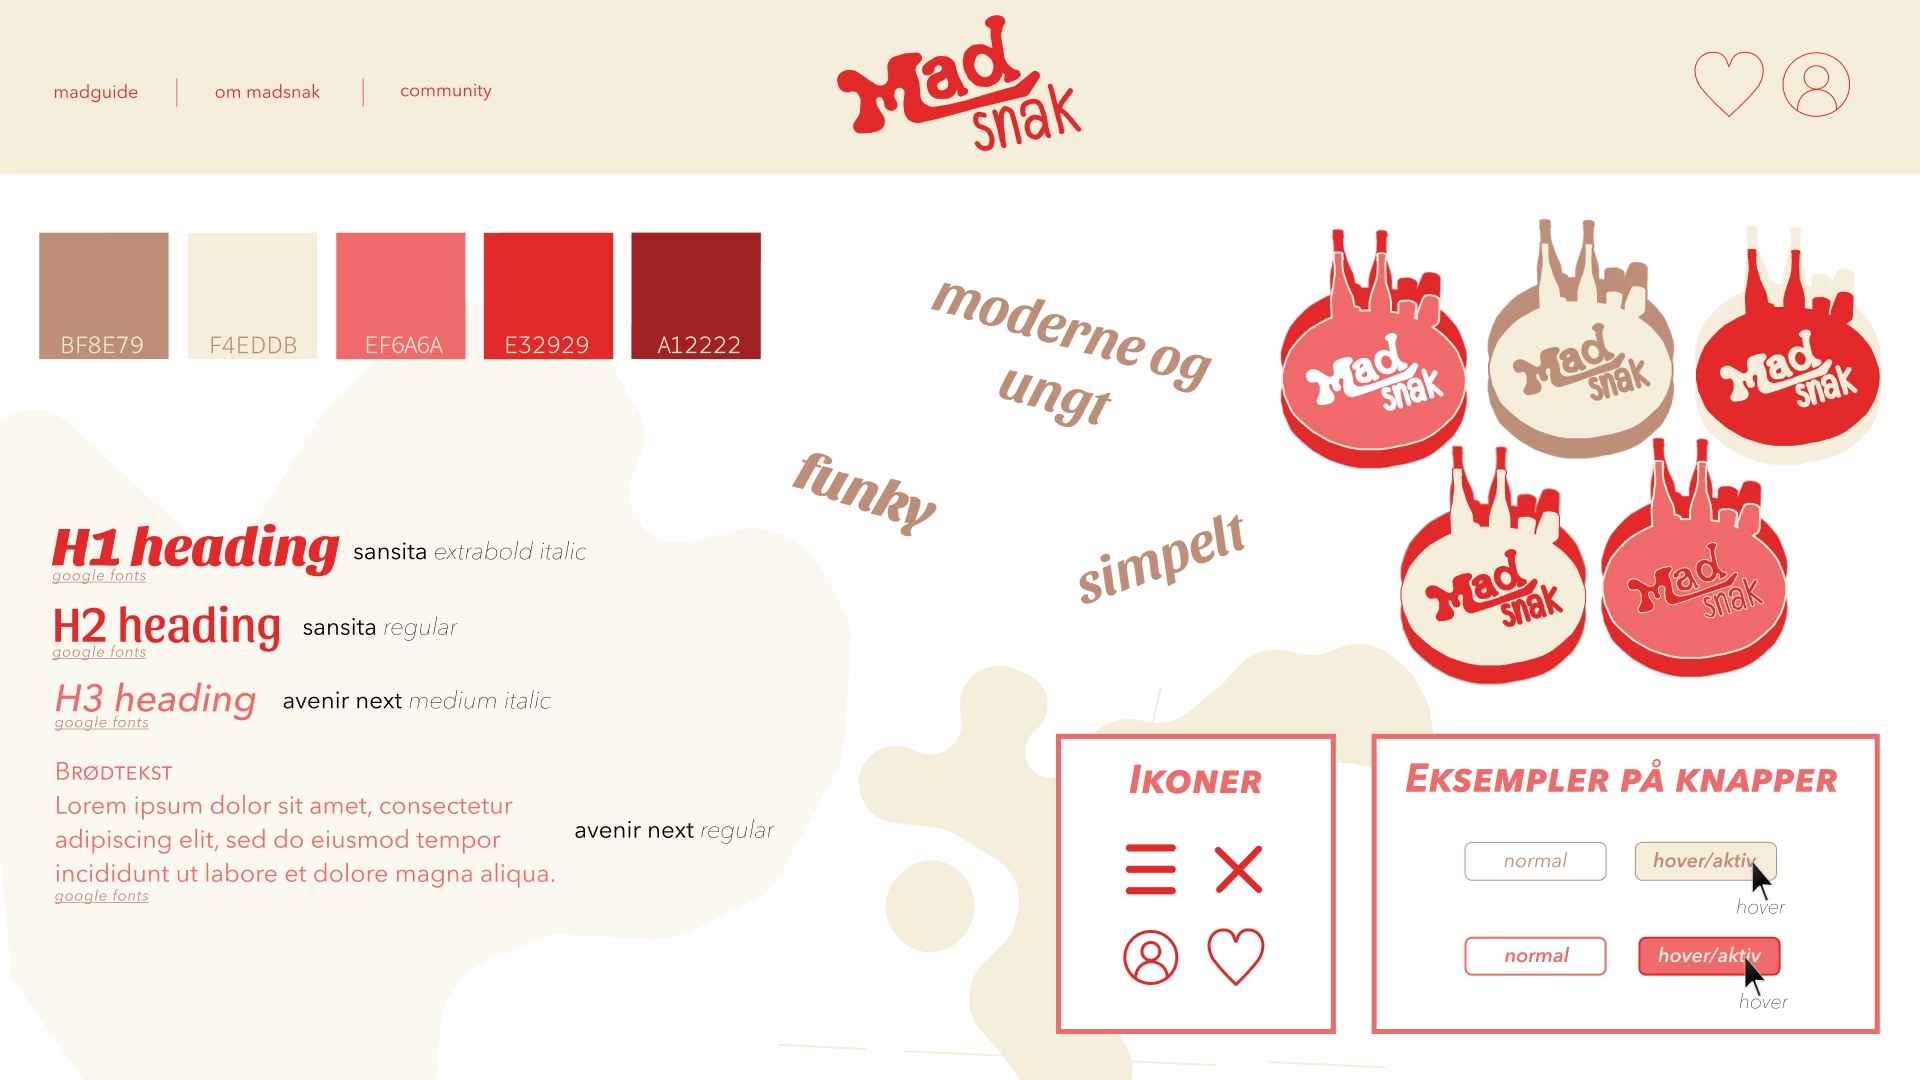 madguide
om madsnak
community
Mad
snak
BF8E79
F4EDDB
EF6A6A
E32929
A12222
moderne og
ungt
funky
simpelt
Mad
snak
Mad
snak
Mad
snak
Mad
snak
Mad
snak
H1 heading sansita extrabold italic
google fonts
H2 heading sansita regular
google fonts
H3 heading avenir next medium italic
google fonts
BRØDTEKST
Lorem ipsum dolor sit amet, consectetur
adipiscing elit, sed do eiusmod tempor
incididunt ut labore et dolore magna aliqua.
google fonts
avenir next regular
IKONER
EKSEMPLER PÅ KNAPPER
normal
hover/aktiv
hover
normal
hover/aktiv
hover